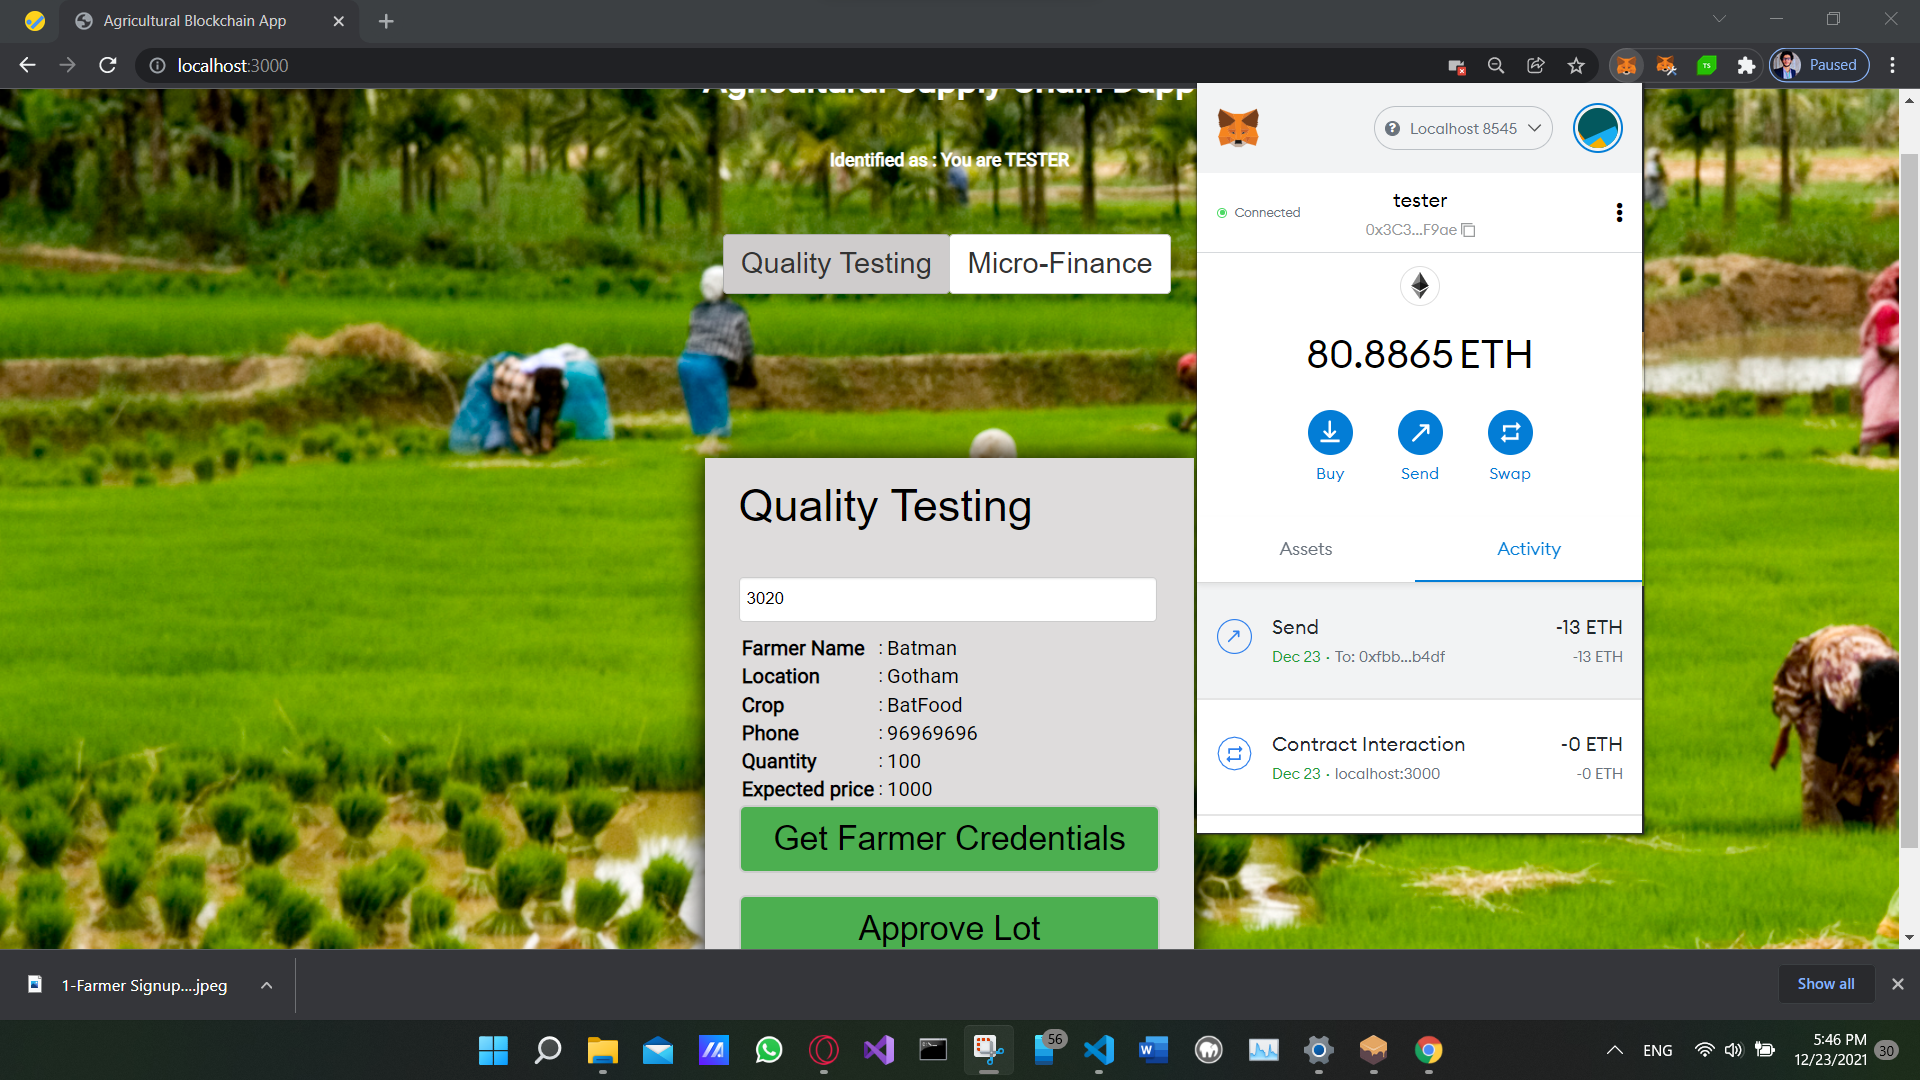 Agricultural Blockchain App
localhost:3000
Paused
Agricultural Supply Chain Dapp
Identified as : You are TESTER
Quality Testing
Micro-Finance
Quality Testing
3020
Farmer Name : Batman
Location : Gotham
Crop : BatFood
Phone : 96969696
Quantity : 100
Expected price : 1000
Get Farmer Credentials
Approve Lot
Localhost 8545
Connected
tester
0x3C3...F9ae
80.8865 ETH
Buy
Send
Swap
Assets
Activity
Send
-13 ETH
Dec 23 · To: 0xfbb...b4df
-13 ETH
Contract Interaction
-0 ETH
Dec 23 · localhost:3000
-0 ETH
1-Farmer Signup....jpeg
Show all
56
ENG
5:46 PM
12/23/2021
30